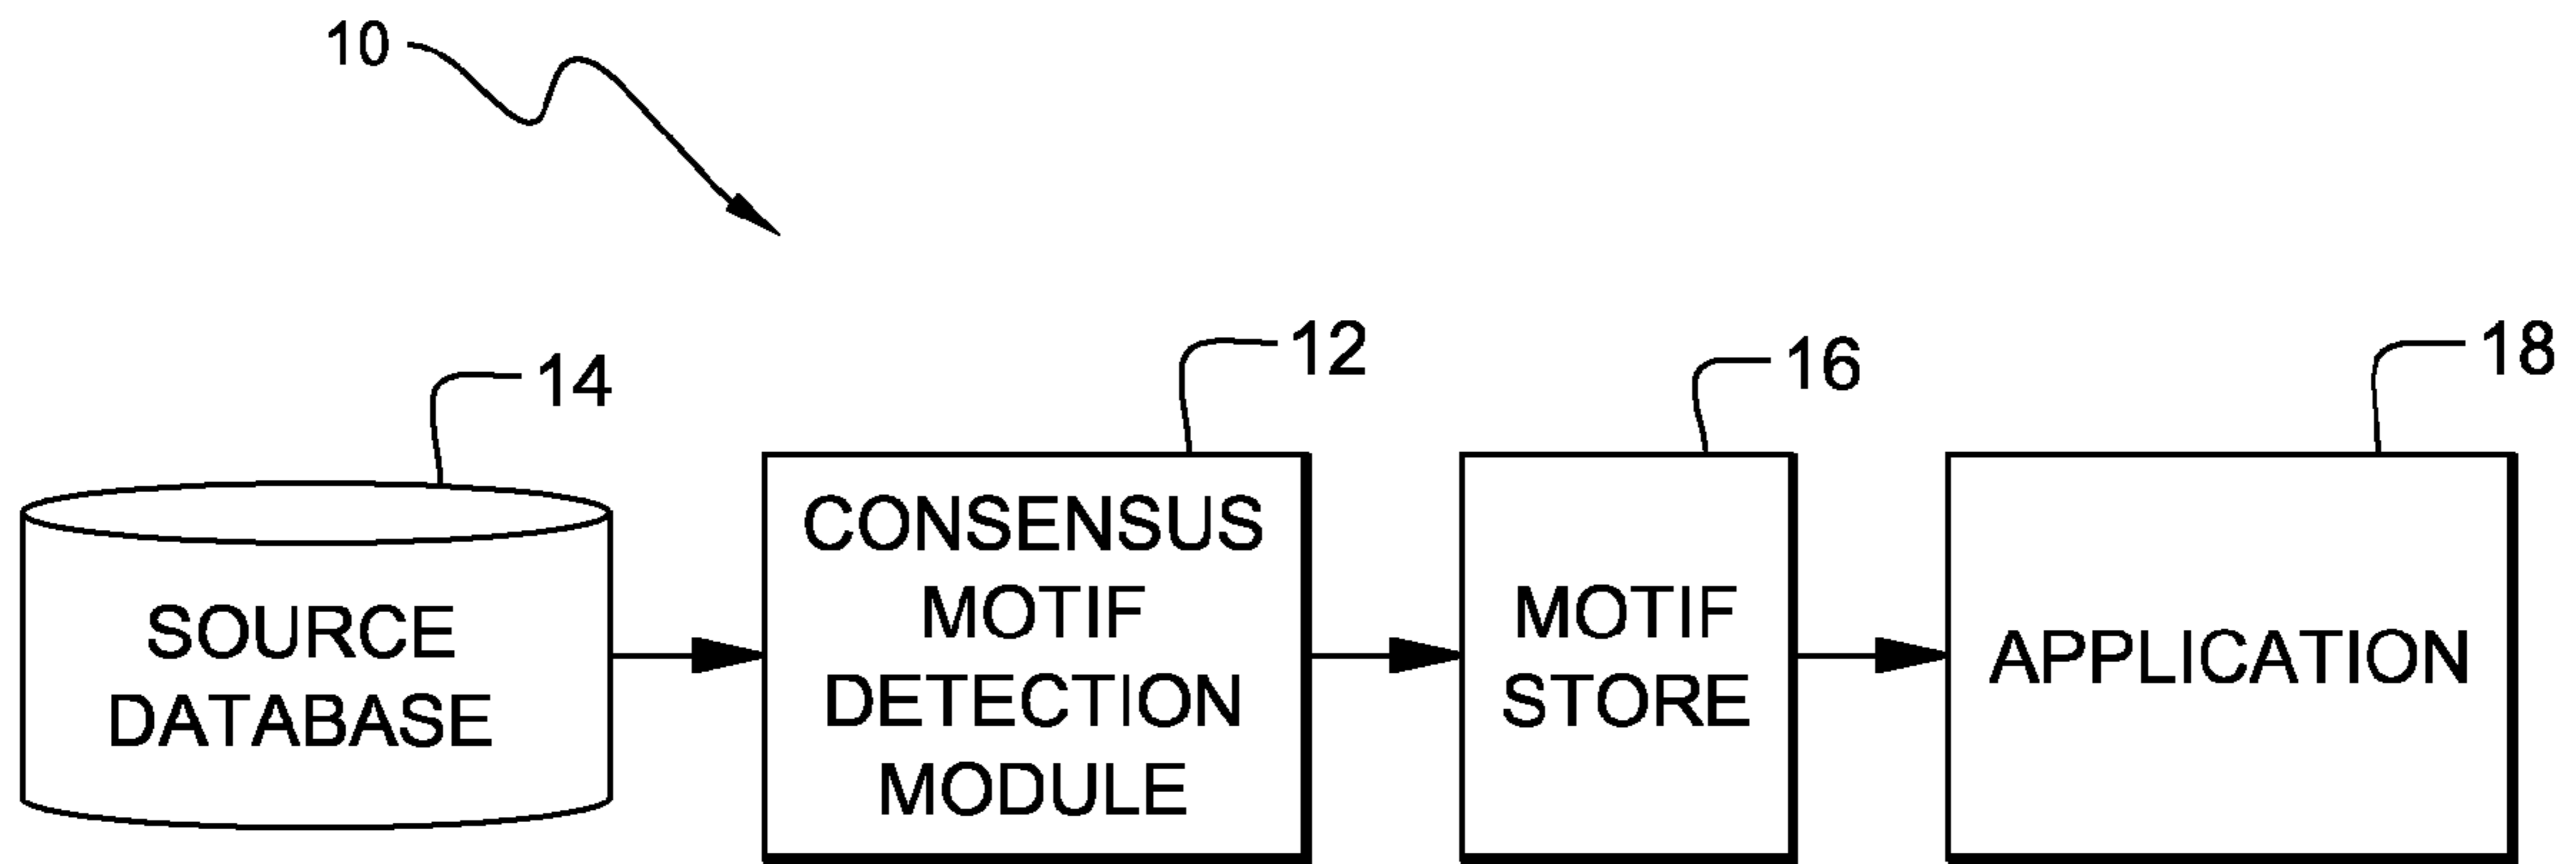 10
14
12
16
18
SOURCE
DATABASE
CONSENSUS
MOTIF
DETECTION
MODULE
MOTIF
STORE
APPLICATION